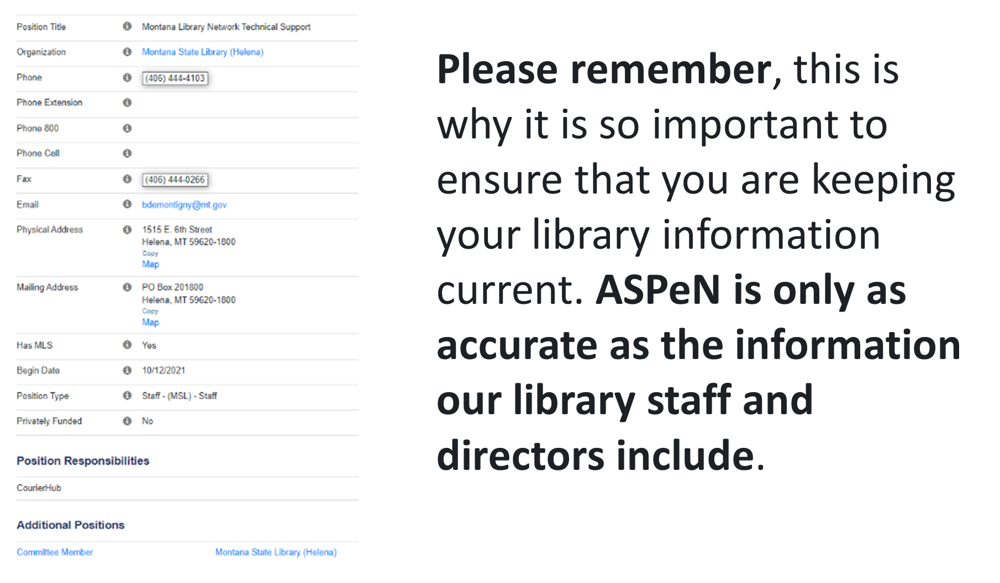 Position Title Montana Library Network Technical Support
Organization Montana State Library (Helena)
Phone (406) 444-4103
Phone Extension
Phone 800
Phone Cell
Fax (406) 444-0266
Email bdemontigny@mt.gov
Physical Address 1515 E. 6th Street
Helena, MT 59620-1800
Copy
Map
Mailing Address PO Box 201800
Helena, MT 59620-1800
Copy
Map
Has MLS Yes
Begin Date 10/12/2021
Position Type Staff - (MSL) - Staff
Privately Funded No
Position Responsibilities
CourierHub
Additional Positions
Committee Member Montana State Library (Helena)
Please remember, this is
why it is so important to
ensure that you are keeping
your library information
current. ASPeN is only as
accurate as the information
our library staff and
directors include.